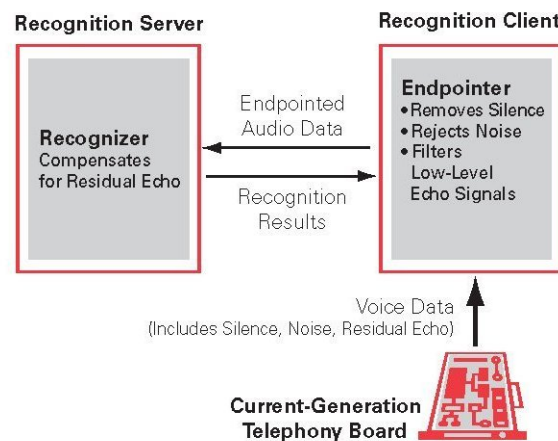 Recognition Server
Recognition Client
Recognizer
Compensates
for Residual Echo
Endpointed
Audio Data
Recognition
Results
Endpointer
•Removes Silence
•Rejects Noise
•Filters
Low-Level
Echo Signals
Voice Data
(Includes Silence, Noise, Residual Echo)
Current-Generation
Telephony Board